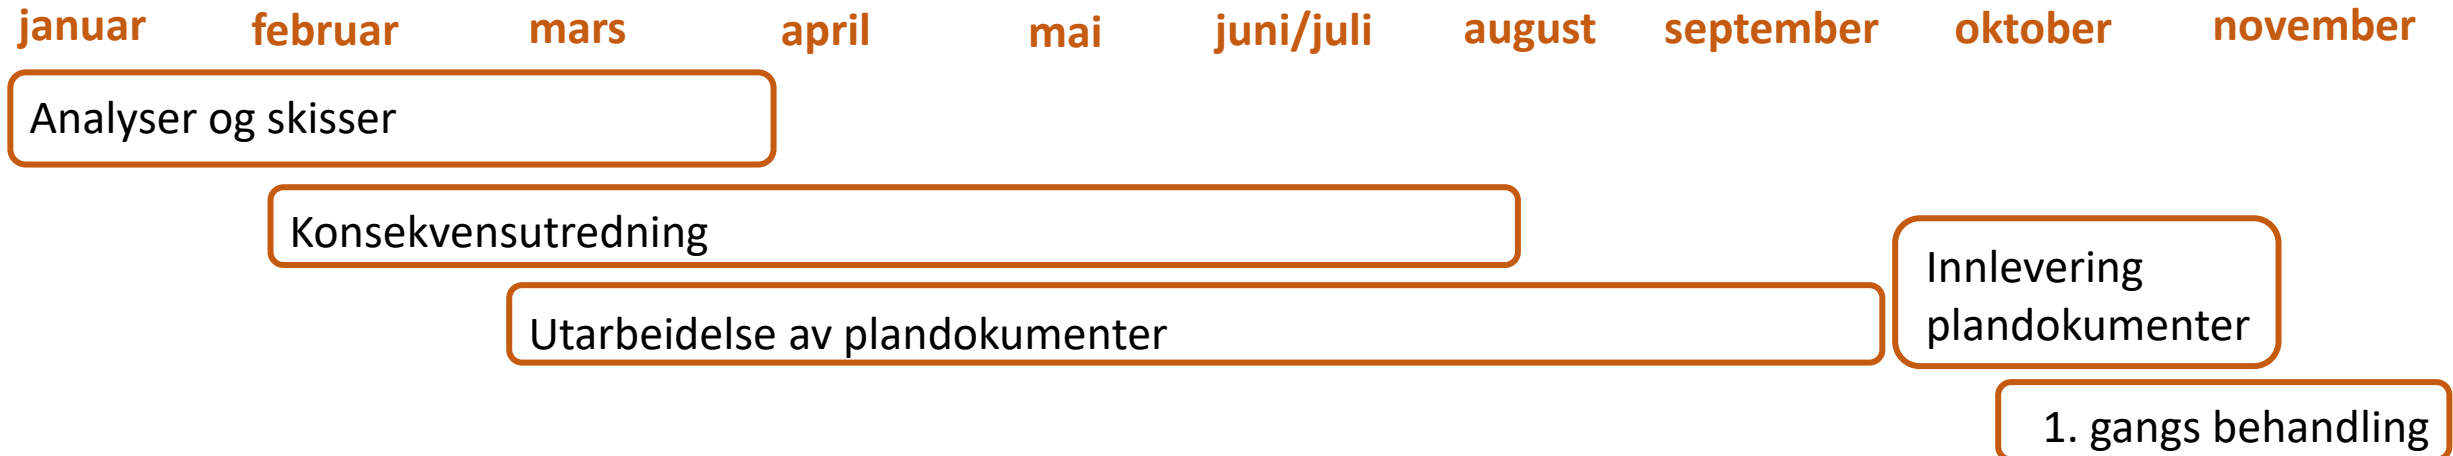 januar februar mars april mai juni/juli august september oktober november
Analyser og skisser
Konsekvensutredning
Utarbeidelse av plandokumenter
Innlevering
plandokumenter
1. gangs behandling